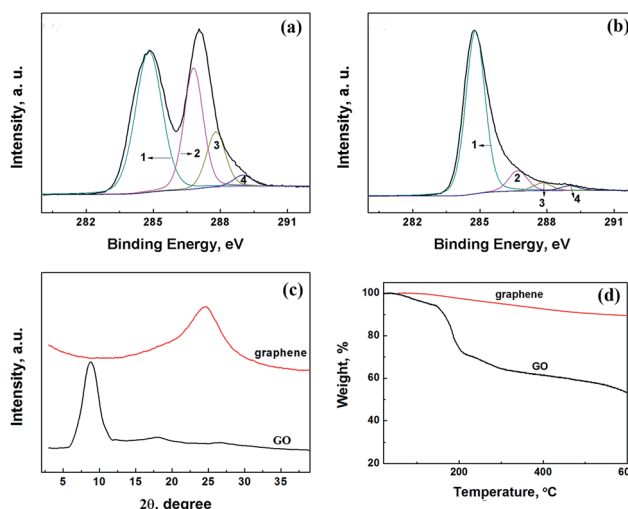 (a)
Intensity, a. u.
1
2
3
4
282
285
288
291
Binding Energy, eV
(b)
Intensity, a. u.
1
2
3
4
282
285
288
291
Binding Energy, eV
(c)
Intensity, a.u.
graphene
GO
5
10
15
20
25
30
35
2θ, degree
(d)
Weight, %
100
80
60
40
20
graphene
GO
200
400
600
Temperature, °C